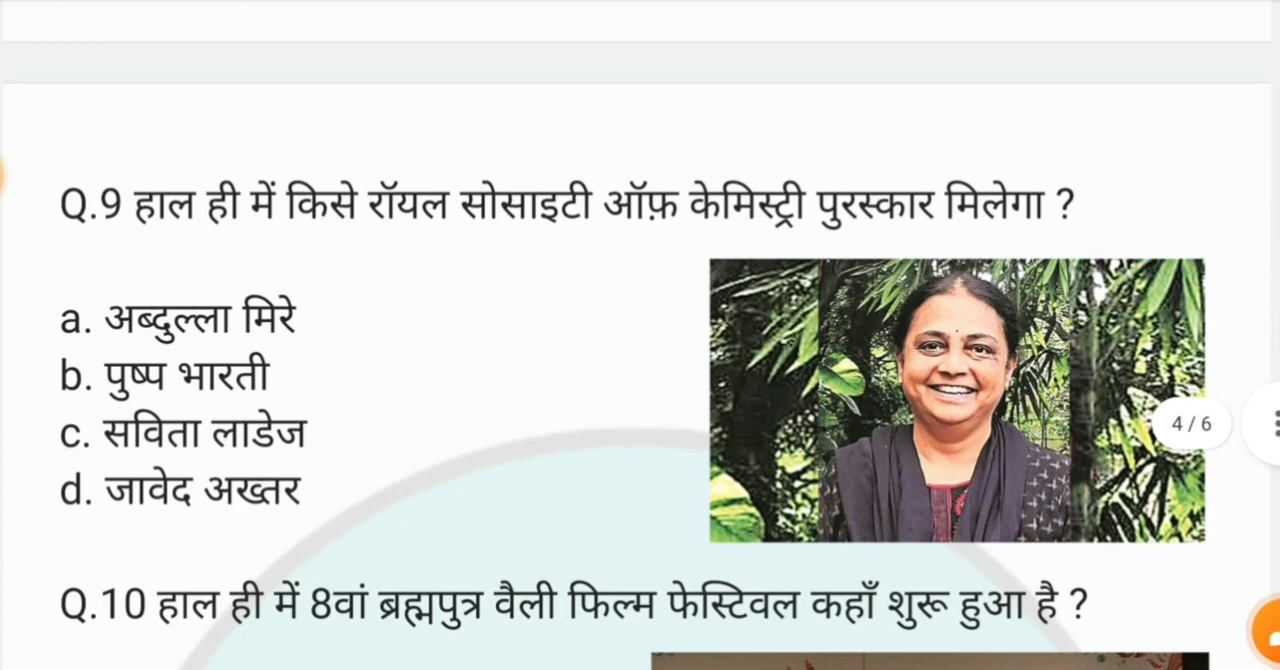 Q.9 हाल ही में किसे रॉयल सोसाइटी ऑफ़ केमिस्ट्री पुरस्कार मिलेगा ?
a. अब्दुल्ला मिरे
b. पुष्प भारती
c. सविता लाडेज
d. जावेद अख्तर
4 / 6
Q.10 हाल ही में 8वां ब्रह्मपुत्र वैली फिल्म फेस्टिवल कहाँ शुरू हुआ है ?